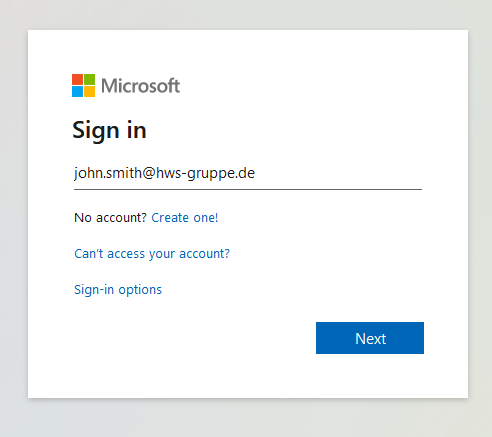 Microsoft
Sign in
john.smith@hws-gruppe.de
No account? Create one!
Can't access your account?
Sign-in options
Next